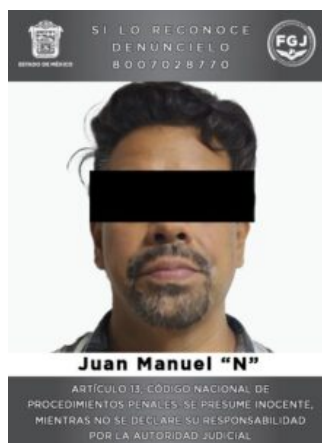 SI LO RECONOCE
DENÚNCIELO
8007028770
ESTADO DE MÉXICO
FGJ
Juan Manuel “N”
ARTÍCULO 13, CÓDIGO NACIONAL DE
PROCEDIMIENTOS PENALES: SE PRESUME INOCENTE,
MIENTRAS NO SE DECLARE SU RESPONSABILIDAD
POR LA AUTORIDAD JUDICIAL